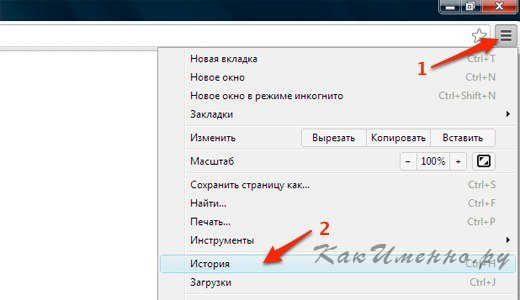 1
Новая вкладка Ctrl+T
Новое окно Ctrl+N
Новое окно в режиме инкогнито Ctrl+Shift+N
Закладки
Изменить Вырезать Копировать Вставить
Масштаб − 100% +
Сохранить страницу как... Ctrl+S
Найти... Ctrl+F
Печать... Ctrl+P
2
Инструменты
КакИменно.ру
История Ctrl+H
Загрузки Ctrl+J